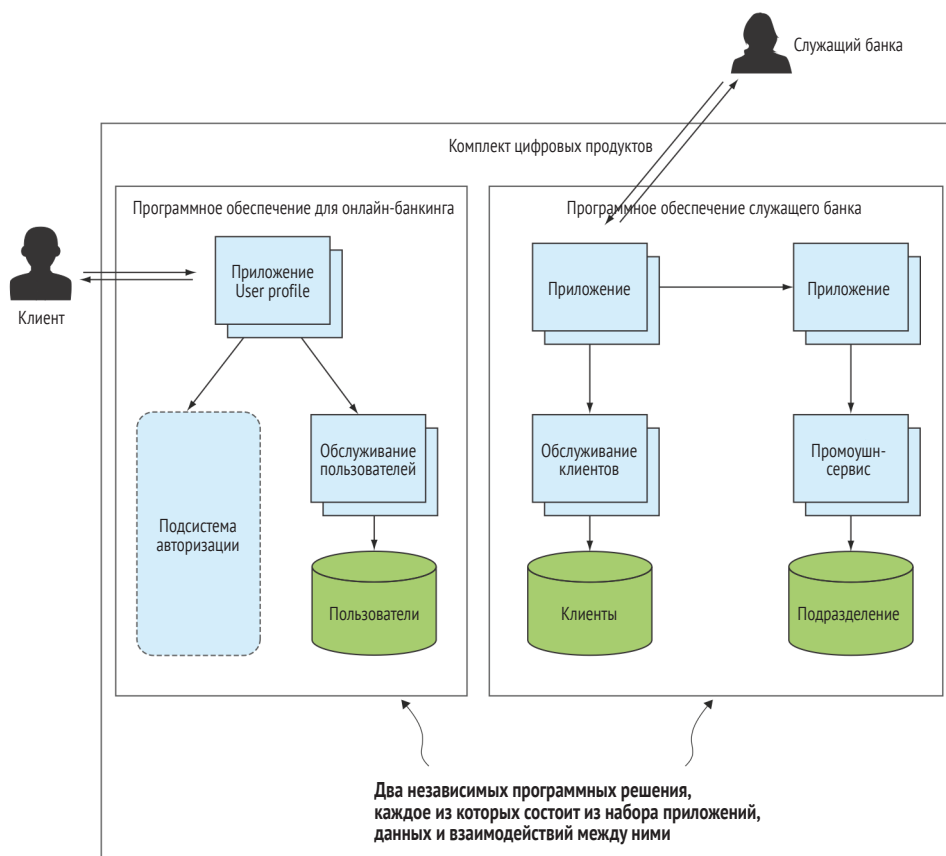 Служащий банка
Комплект цифровых продуктов
Программное обеспечение для онлайн-банкинга
Программное обеспечение служащего банка
Клиент
Приложение
User profile
Приложение
Приложение
Подсистема
авторизации
Обслуживание
пользователей
Обслуживание
клиентов
Промоушн-
сервис
Пользователи
Клиенты
Подразделение
Два независимых программных решения,
каждое из которых состоит из набора приложений,
данных и взаимодействий между ними